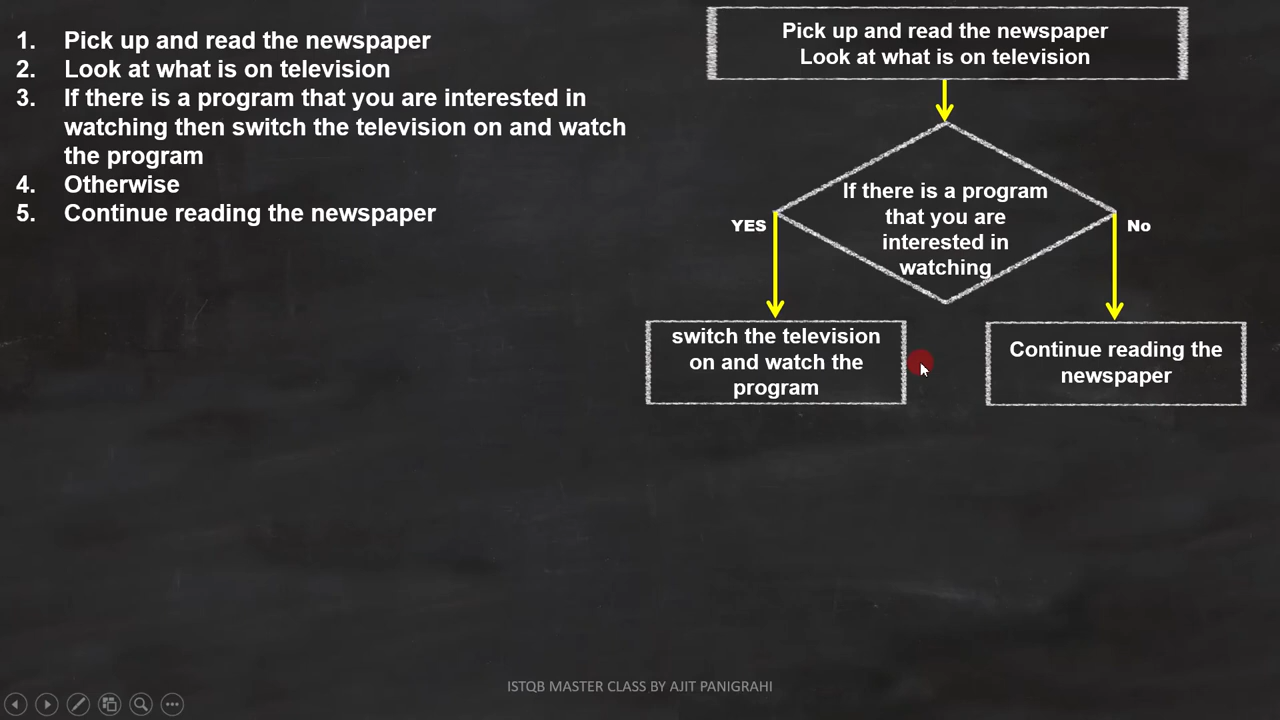 1. Pick up and read the newspaper
2. Look at what is on television
3. If there is a program that you are interested in
watching then switch the television on and watch
the program
4. Otherwise
5. Continue reading the newspaper
Pick up and read the newspaper
Look at what is on television
If there is a program
that you are
interested in
watching
YES
No
switch the television
on and watch the
program
Continue reading the
newspaper
ISTQB MASTER CLASS BY AJIT PANIGRAHI